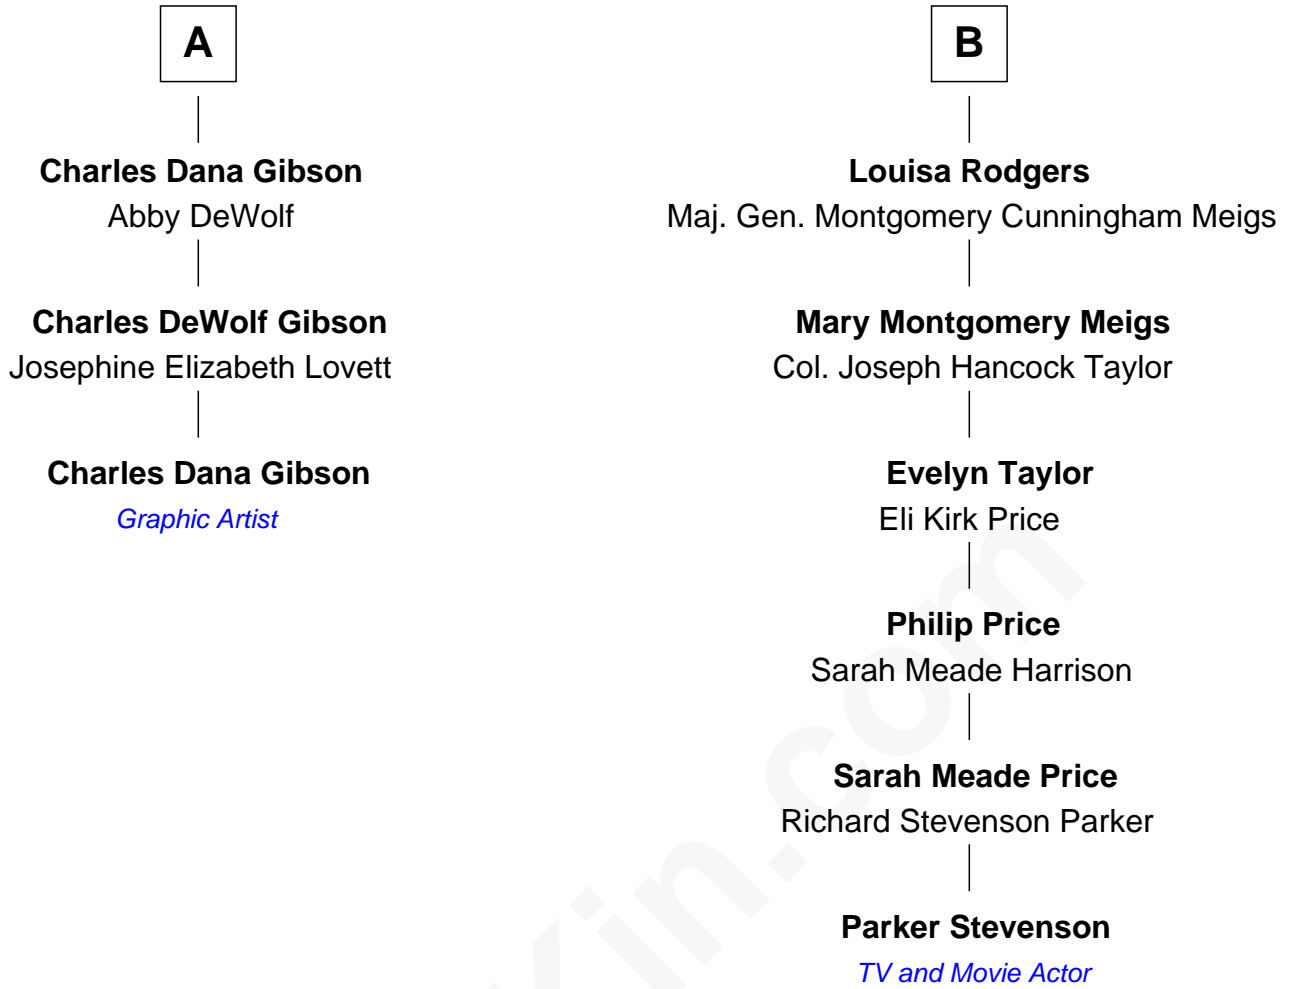 A
Charles Dana Gibson
Abby DeWolf
Charles DeWolf Gibson
Josephine Elizabeth Lovett
Charles Dana Gibson
Graphic Artist
B
Louisa Rodgers
Maj. Gen. Montgomery Cunningham Meigs
Mary Montgomery Meigs
Col. Joseph Hancock Taylor
Evelyn Taylor
Eli Kirk Price
Philip Price
Sarah Meade Harrison
Sarah Meade Price
Richard Stevenson Parker
Parker Stevenson
TV and Movie Actor
Kin.com